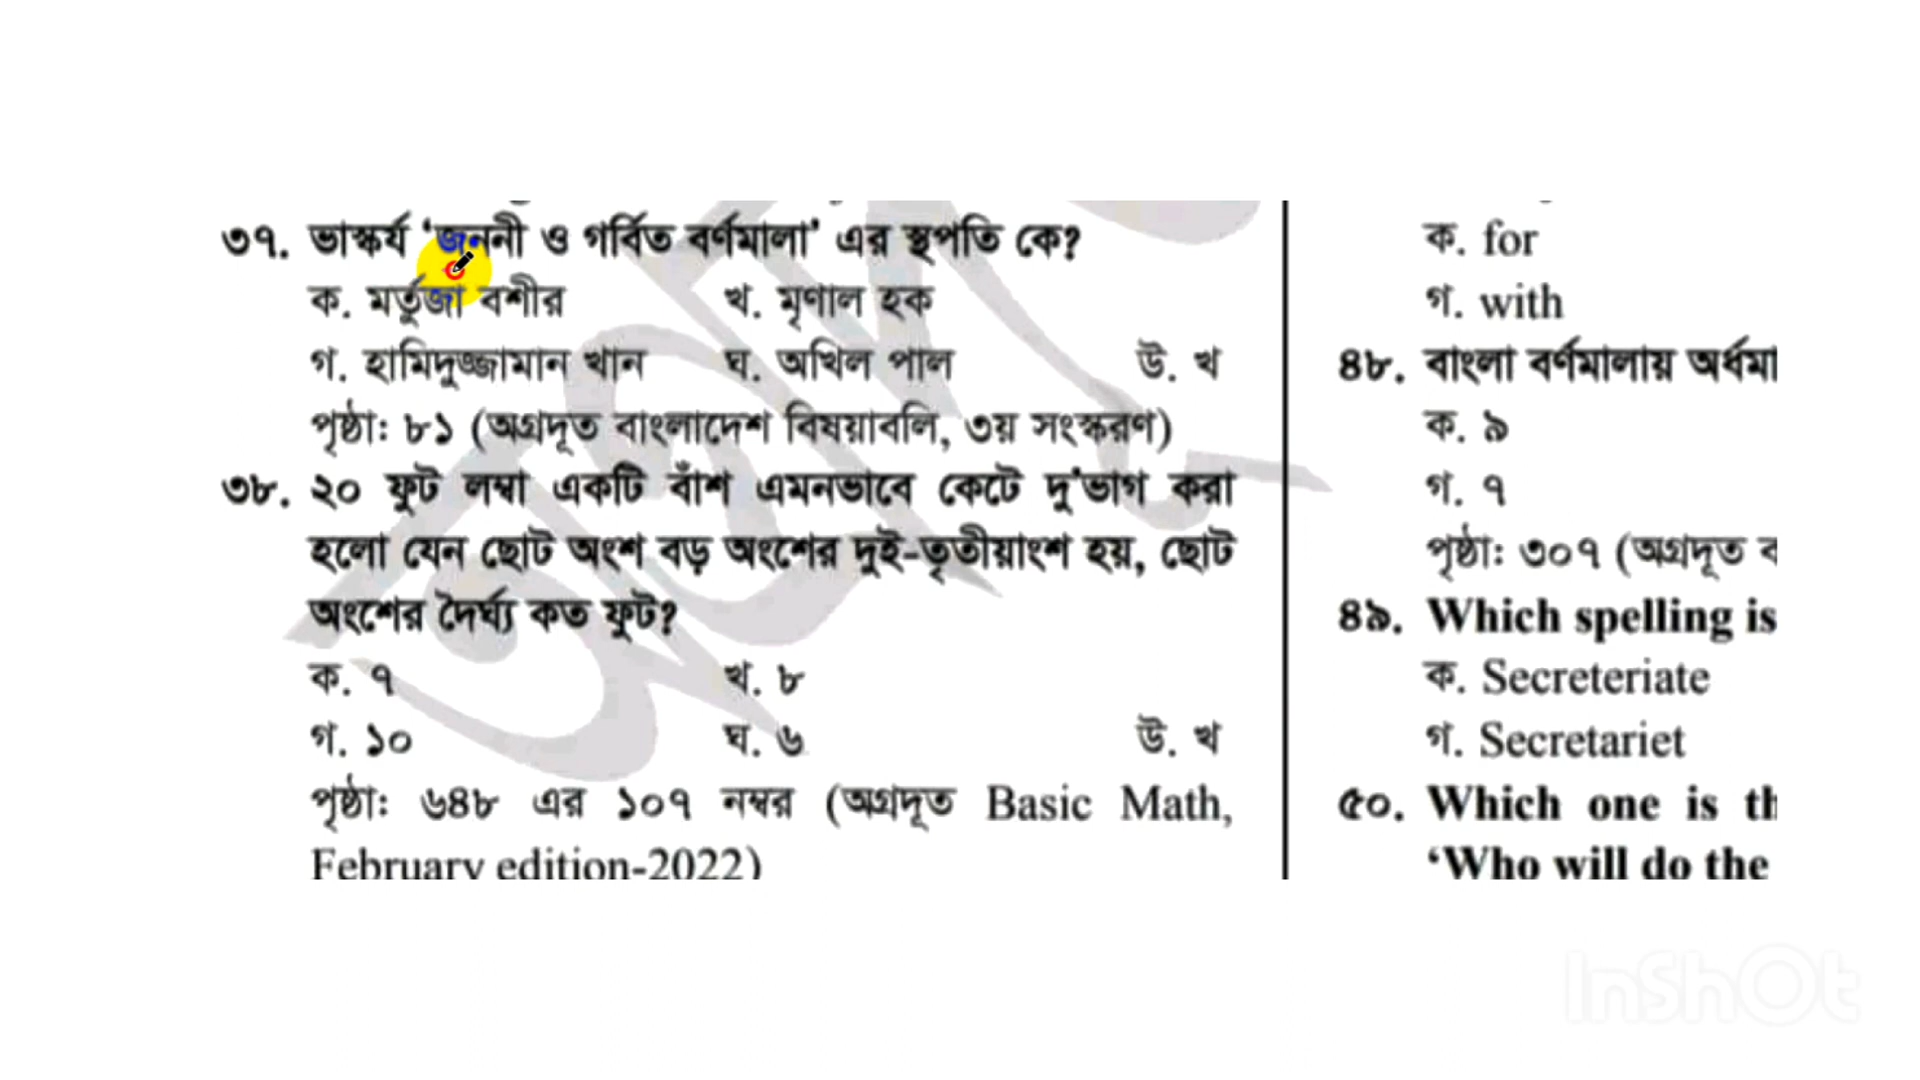 ৩৭. ভাস্কর্য ‘জননী ও গর্বিত বর্ণমালা’ এর স্থপতি কে?
ক. মর্তুজা বশীর খ. মৃণাল হক
গ. হামিদুজ্জামান খান ঘ. অখিল পাল উ. খ
পৃষ্ঠা: ৮১ (অগ্রদূত বাংলাদেশ বিষয়াবলি, ৩য় সংস্করণ)
৩৮. ২০ ফুট লম্বা একটি বাঁশ এমনভাবে কেটে দু'ভাগ করা
হলো যেন ছোট অংশ বড় অংশের দুই-তৃতীয়াংশ হয়, ছোট
অংশের দৈর্ঘ্য কত ফুট?
ক. ৭ খ. ৮
গ. ১০ ঘ. ৬ উ. খ
পৃষ্ঠা: ৬৪৮ এর ১০৭ নম্বর (অগ্রদূত Basic Math,
February edition-2022)
ক. for
গ. with
৪৮. বাংলা বর্ণমালায় অর্ধমা
ক. ৯
গ. ৭
পৃষ্ঠা: ৩০৭ (অগ্রদূত ব
৪৯. Which spelling is
ক. Secreteriate
গ. Secretariet
৫০. Which one is th
‘Who will do the
InShOt